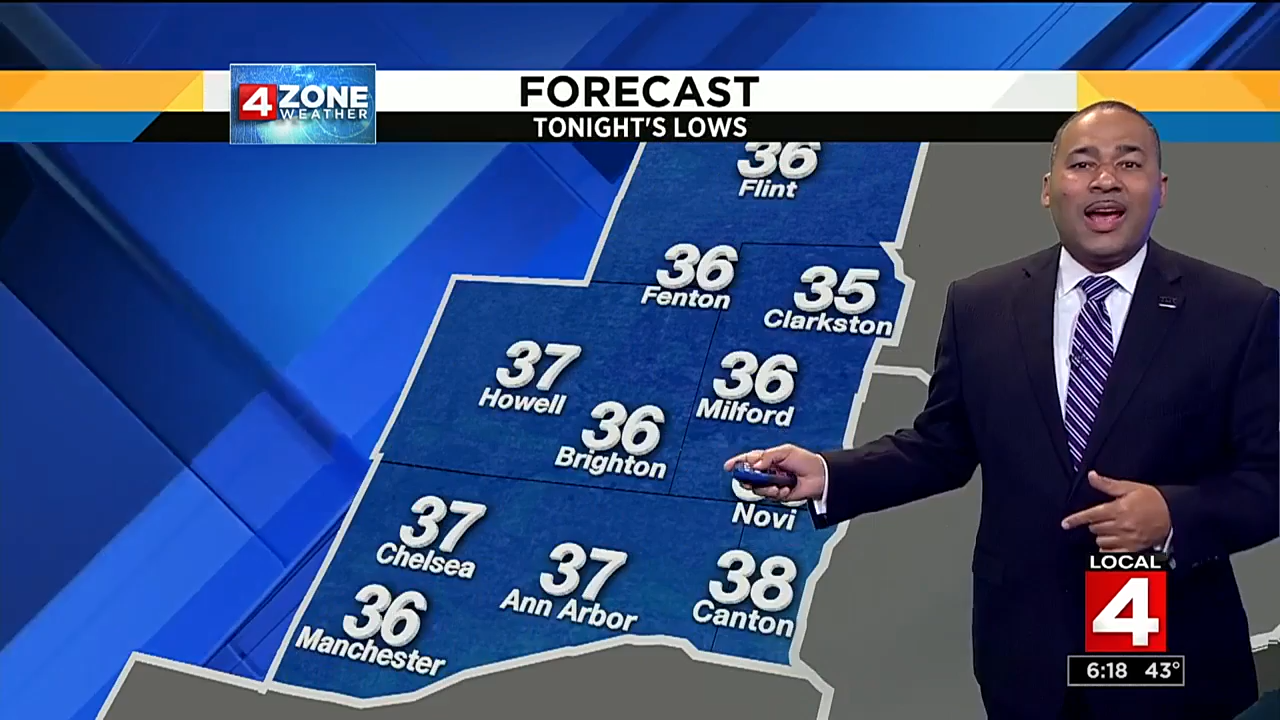 4 ZONE
WEATHER
FORECAST
TONIGHT'S LOWS
36
Flint
36
Fenton
35
Clarkston
37
Howell
36
Milford
36
Brighton
Novi
37
Chelsea
37
Ann Arbor
38
Canton
36
Manchester
LOCAL
4
6:18 43°